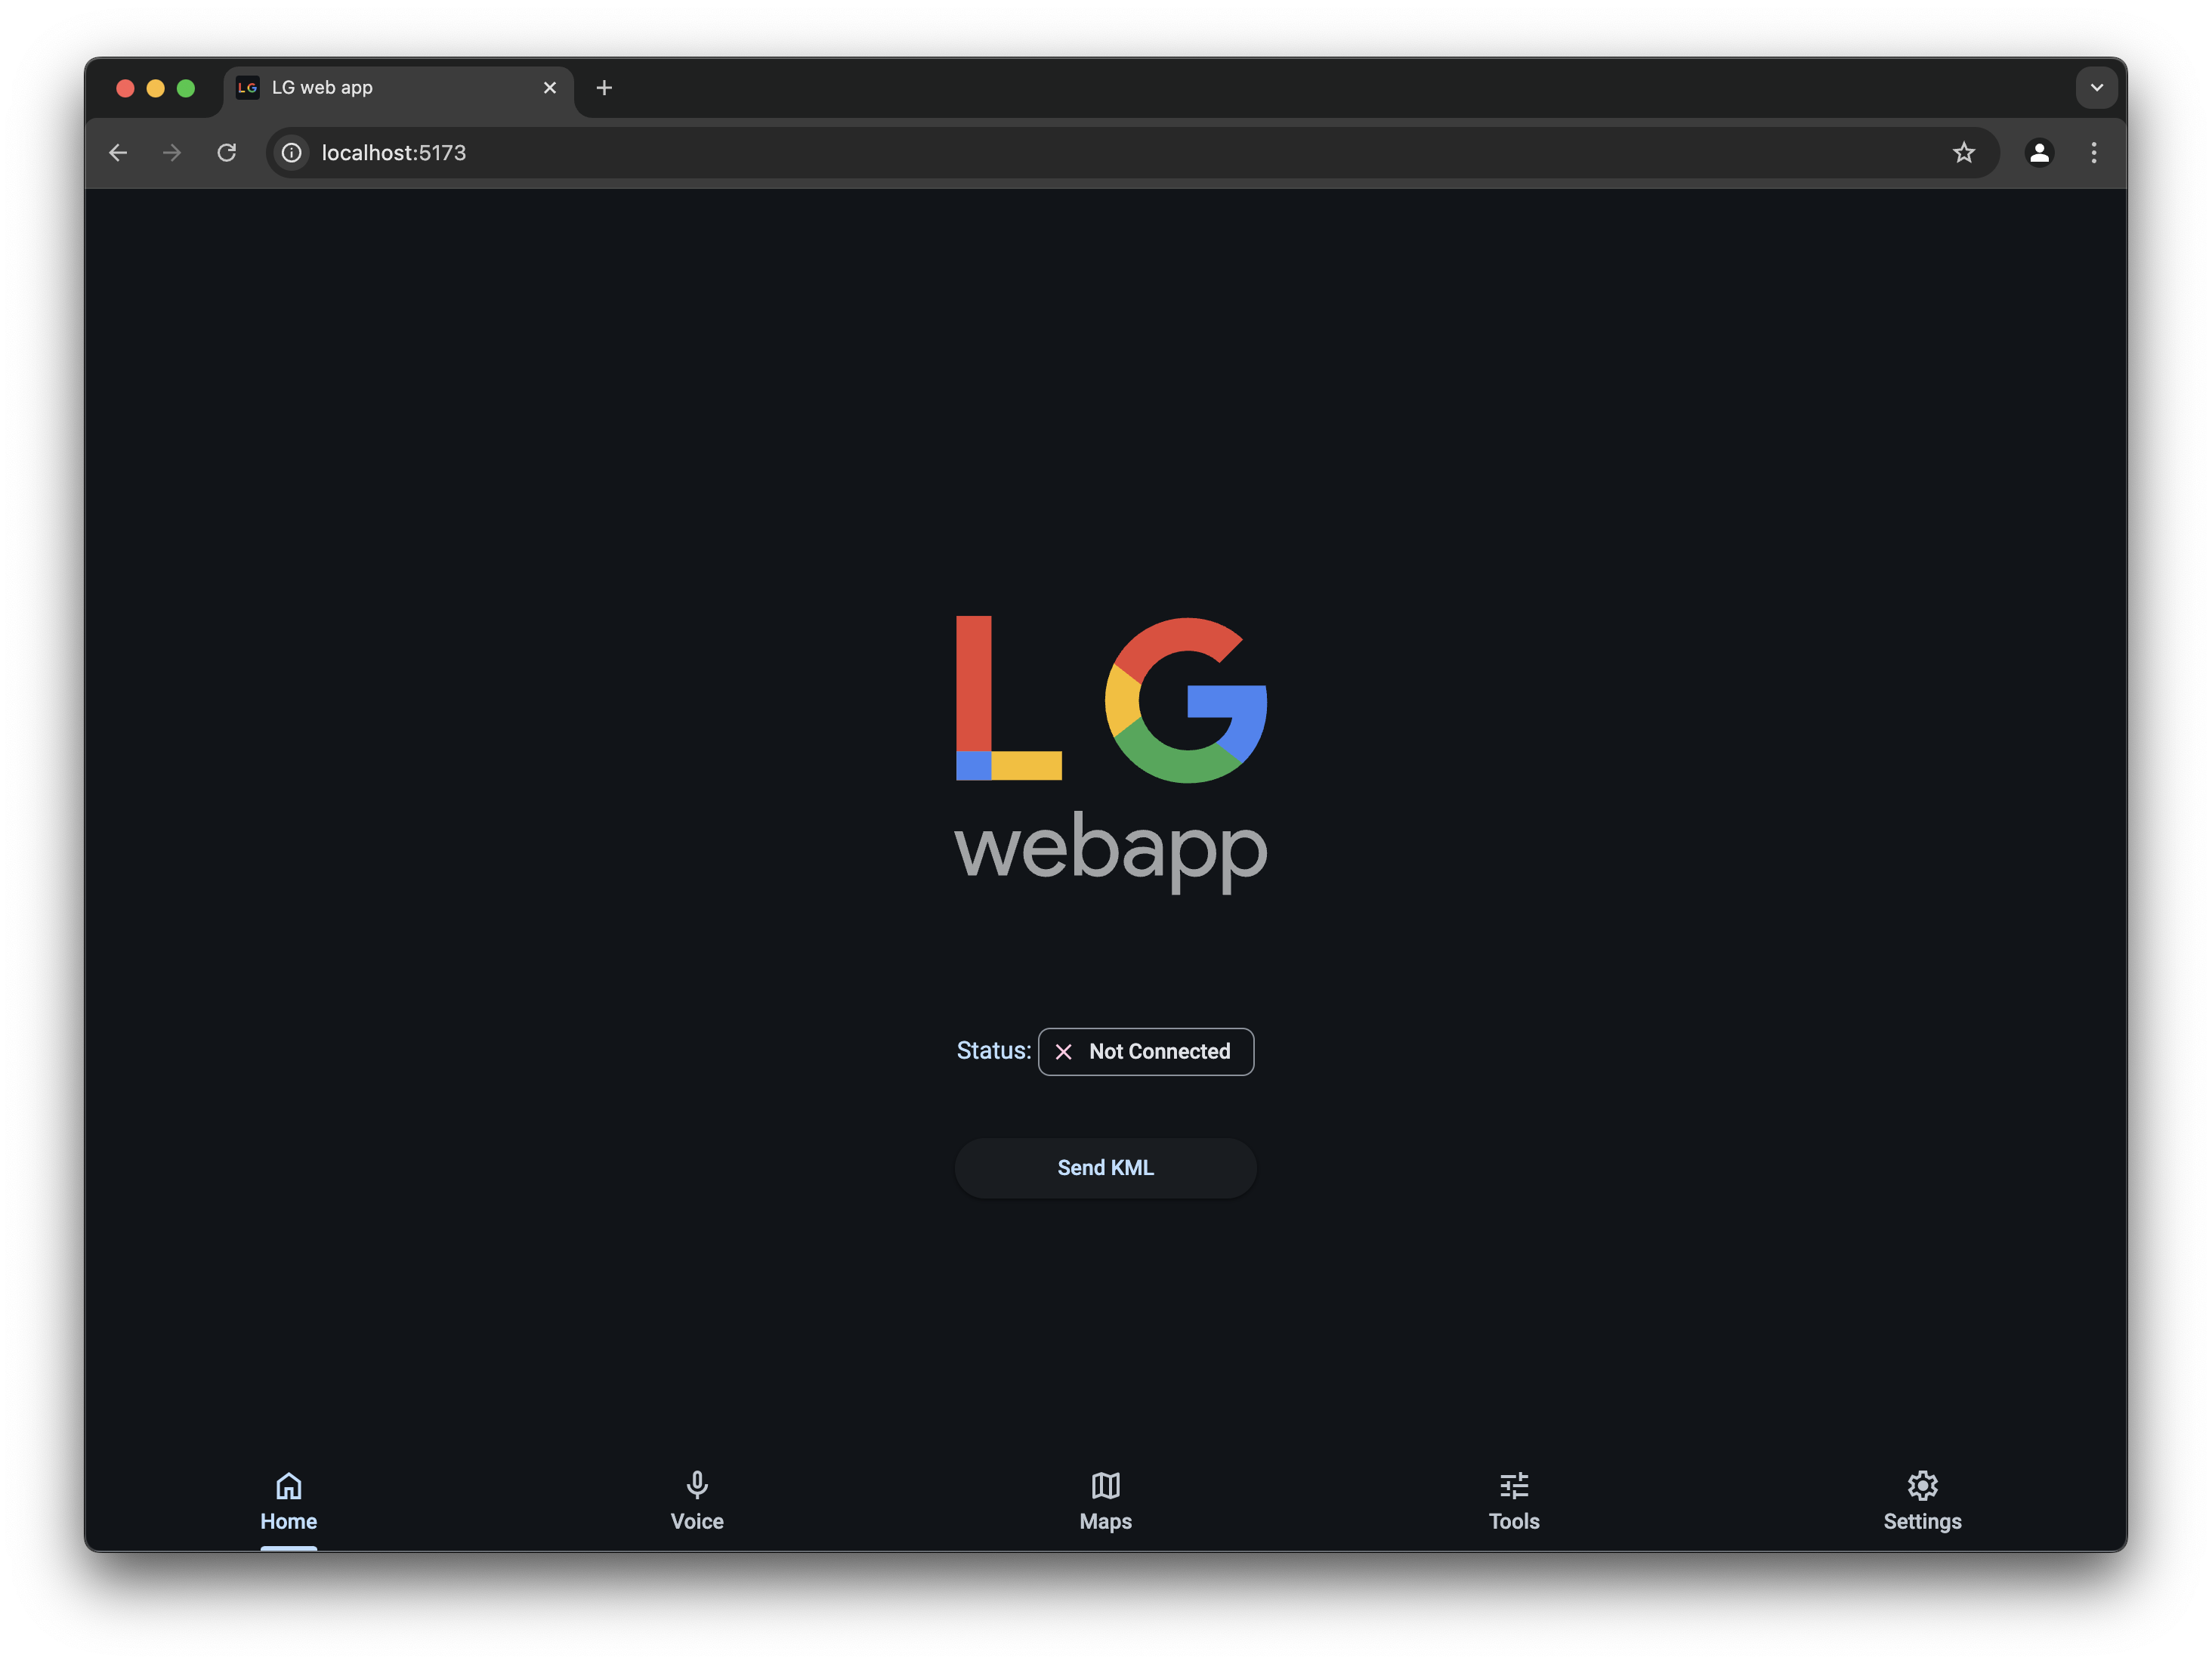 LG web app
localhost:5173
LG
webapp
Status: Not Connected
Send KML
Home Voice Maps Tools Settings